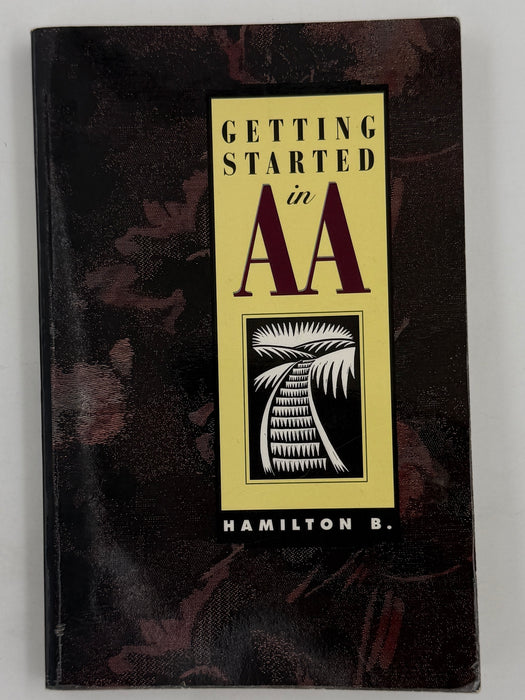 GETTING
STARTED
in
AA
HAMILTON B.